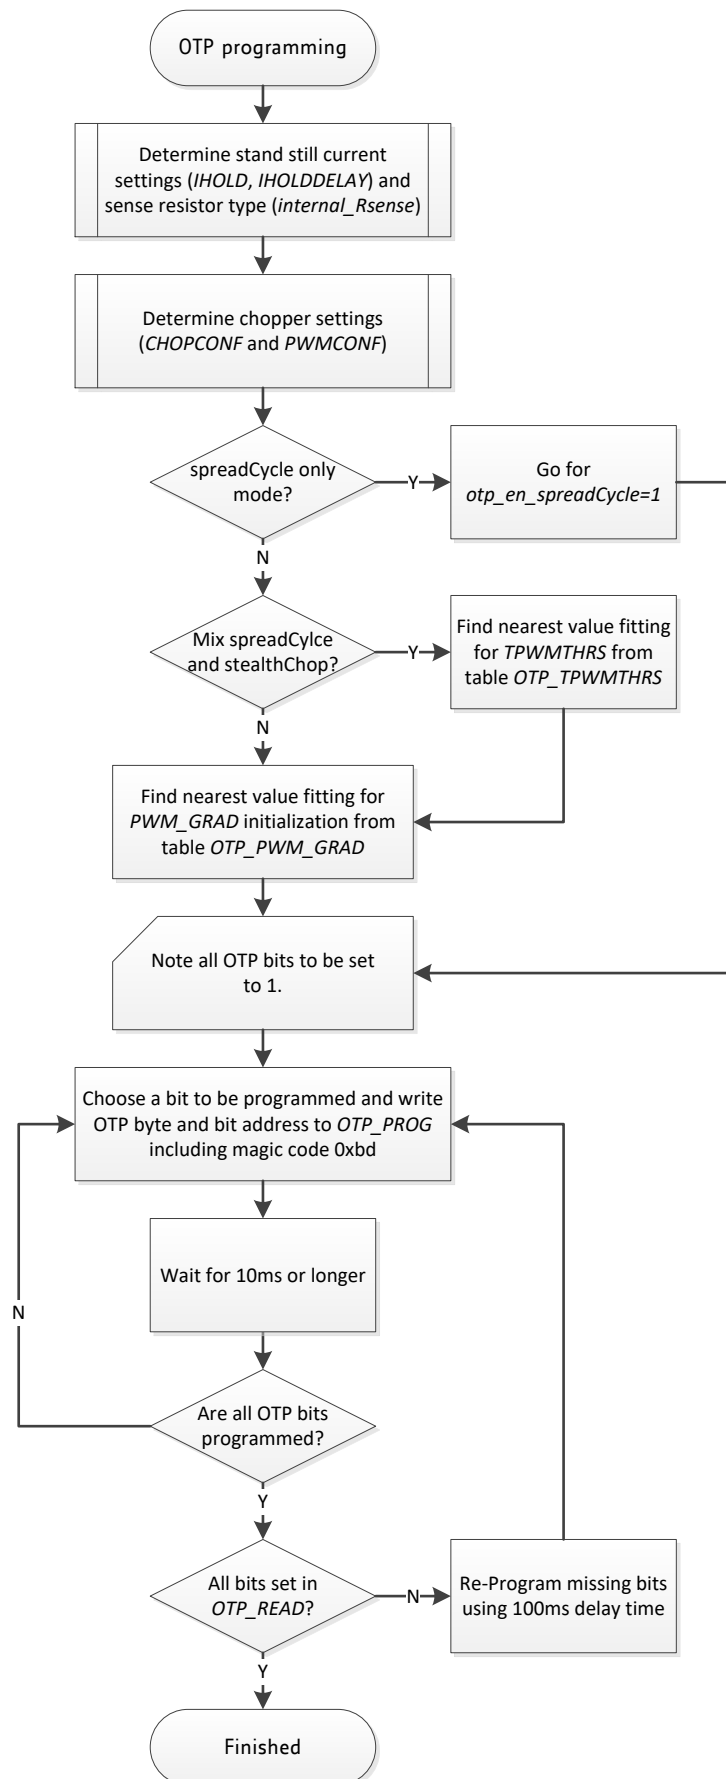 OTP programming
Determine stand still current
settings (IHOLD, IHOLDDELAY) and
sense resistor type (internal_Rsense)
Determine chopper settings
(CHOPCONF and PWMCONF)
spreadCycle only
mode?
Y
Go for
otp_en_spreadCycle=1
N
Mix spreadCylce
and stealthChop?
Y
Find nearest value fitting
for TPWMTHRS from
table OTP_TPWMTHRS
N
Find nearest value fitting for
PWM_GRAD initialization from
table OTP_PWM_GRAD
Note all OTP bits to be set
to 1.
Choose a bit to be programmed and write
OTP byte and bit address to OTP_PROG
including magic code 0xbd
Wait for 10ms or longer
N
Are all OTP bits
programmed?
Y
All bits set in
OTP_READ?
N
Re-Program missing bits
using 100ms delay time
Y
Finished